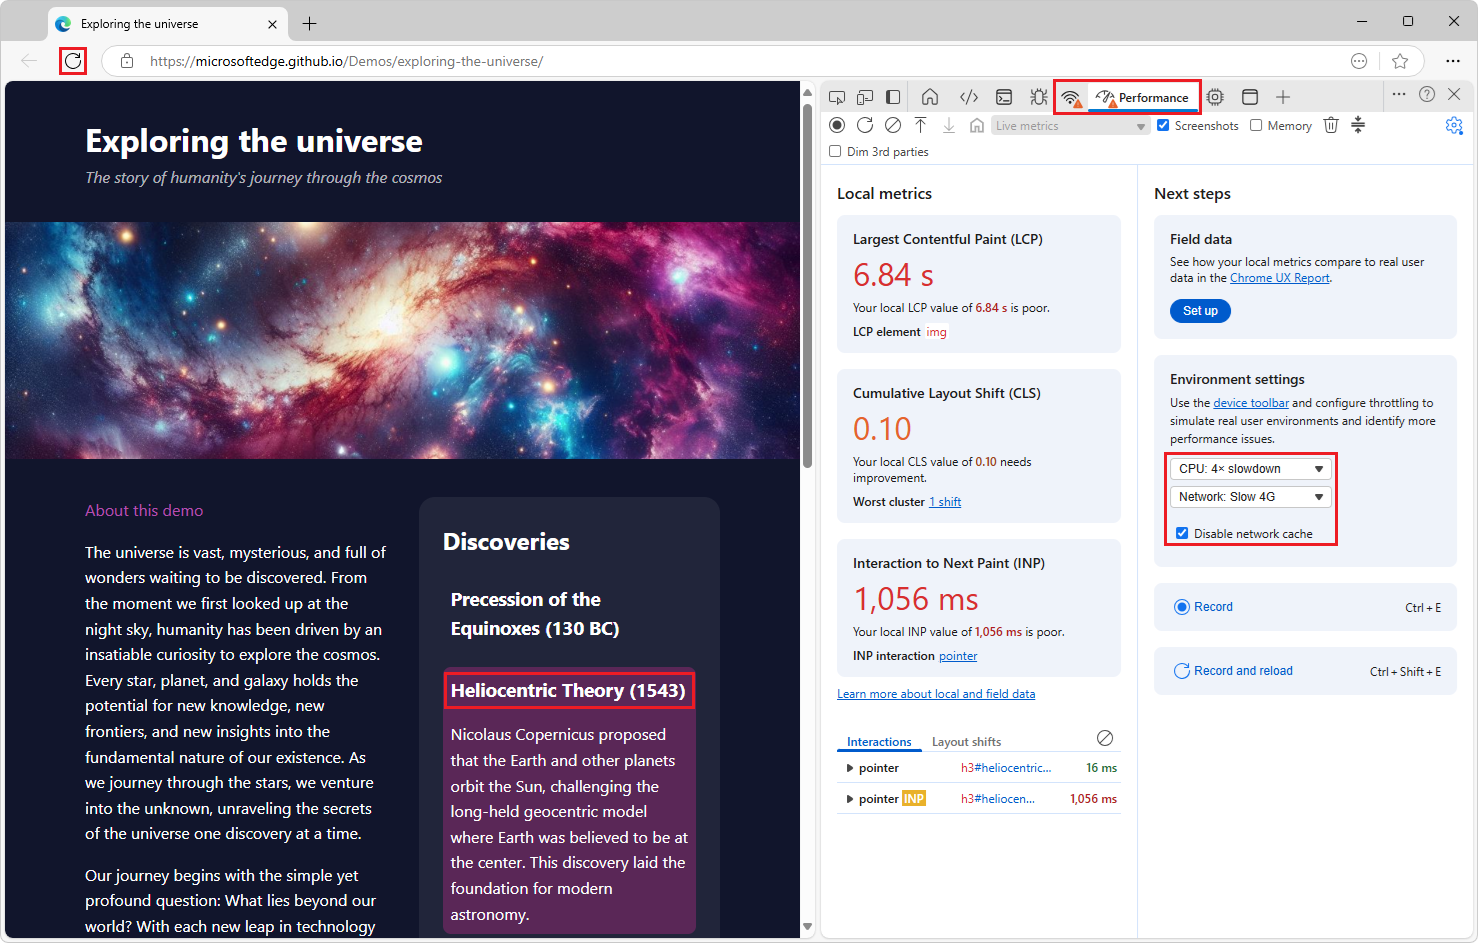 Exploring the universe
https://microsoftedge.github.io/Demos/exploring-the-universe/
Exploring the universe
The story of humanity's journey through the cosmos
About this demo
The universe is vast, mysterious, and full of
wonders waiting to be discovered. From
the moment we first looked up at the
night sky, humanity has been driven by an
insatiable curiosity to explore the cosmos.
Every star, planet, and galaxy holds the
potential for new knowledge, new
frontiers, and new insights into the
fundamental nature of our existence. As
we journey through the stars, we venture
into the unknown, unraveling the secrets
of the universe one discovery at a time.
Our journey begins with the simple yet
profound question: What lies beyond our
world? With each new leap in technology
Discoveries
Precession of the
Equinoxes (130 BC)
Heliocentric Theory (1543)
Nicolaus Copernicus proposed
that the Earth and other planets
orbit the Sun, challenging the
long-held geocentric model
where Earth was believed to be at
the center. This discovery laid the
foundation for modern
astronomy.
Performance
Live metrics
Screenshots
Memory
Dim 3rd parties
Local metrics
Largest Contentful Paint (LCP)
6.84 s
Your local LCP value of 6.84 s is poor.
LCP element img
Cumulative Layout Shift (CLS)
0.10
Your local CLS value of 0.10 needs
improvement.
Worst cluster 1 shift
Interaction to Next Paint (INP)
1,056 ms
Your local INP value of 1,056 ms is poor.
INP interaction pointer
Learn more about local and field data
Interactions Layout shifts
pointer h3#heliocentric... 16 ms
pointer INP h3#heliocen... 1,056 ms
Next steps
Field data
See how your local metrics compare to real user
data in the Chrome UX Report.
Set up
Environment settings
Use the device toolbar and configure throttling to
simulate real user environments and identify more
performance issues.
CPU: 4× slowdown
Network: Slow 4G
Disable network cache
Record Ctrl + E
Record and reload Ctrl + Shift + E